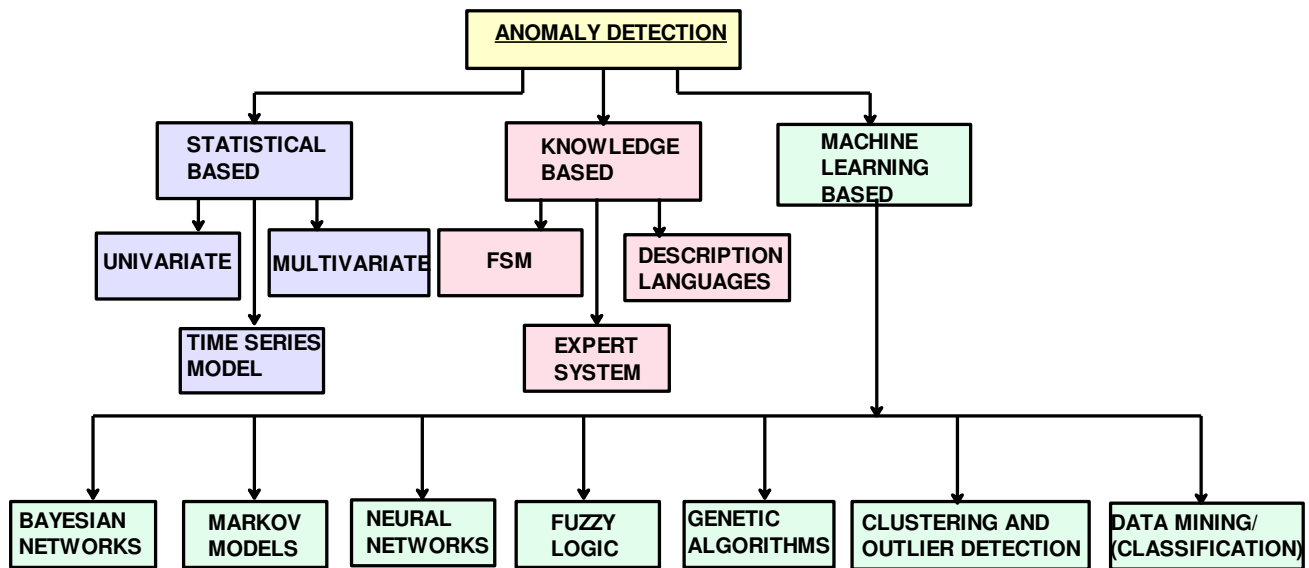 ANOMALY DETECTION
STATISTICAL
BASED
KNOWLEDGE
BASED
MACHINE
LEARNING
BASED
UNIVARIATE
MULTIVARIATE
FSM
DESCRIPTION
LANGUAGES
TIME SERIES
MODEL
EXPERT
SYSTEM
BAYESIAN
NETWORKS
MARKOV
MODELS
NEURAL
NETWORKS
FUZZY
LOGIC
GENETIC
ALGORITHMS
CLUSTERING AND
OUTLIER DETECTION
DATA MINING/
(CLASSIFICATION)